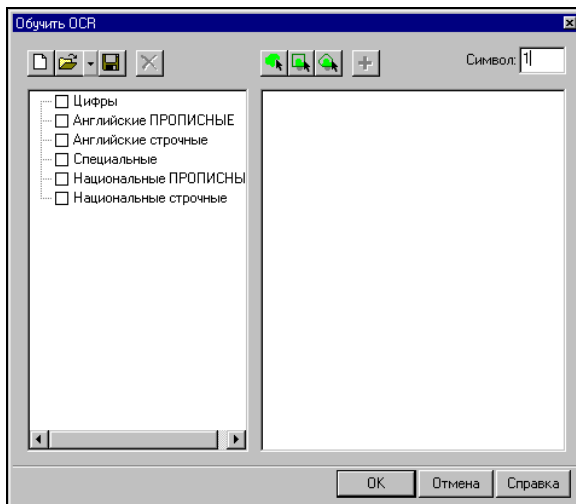 Обучить OCR
Символ: 1
Цифры
Английские ПРОПИСНЫЕ
Английские строчные
Специальные
Национальные ПРОПИСНЫ
Национальные строчные
OK Отмена Справка